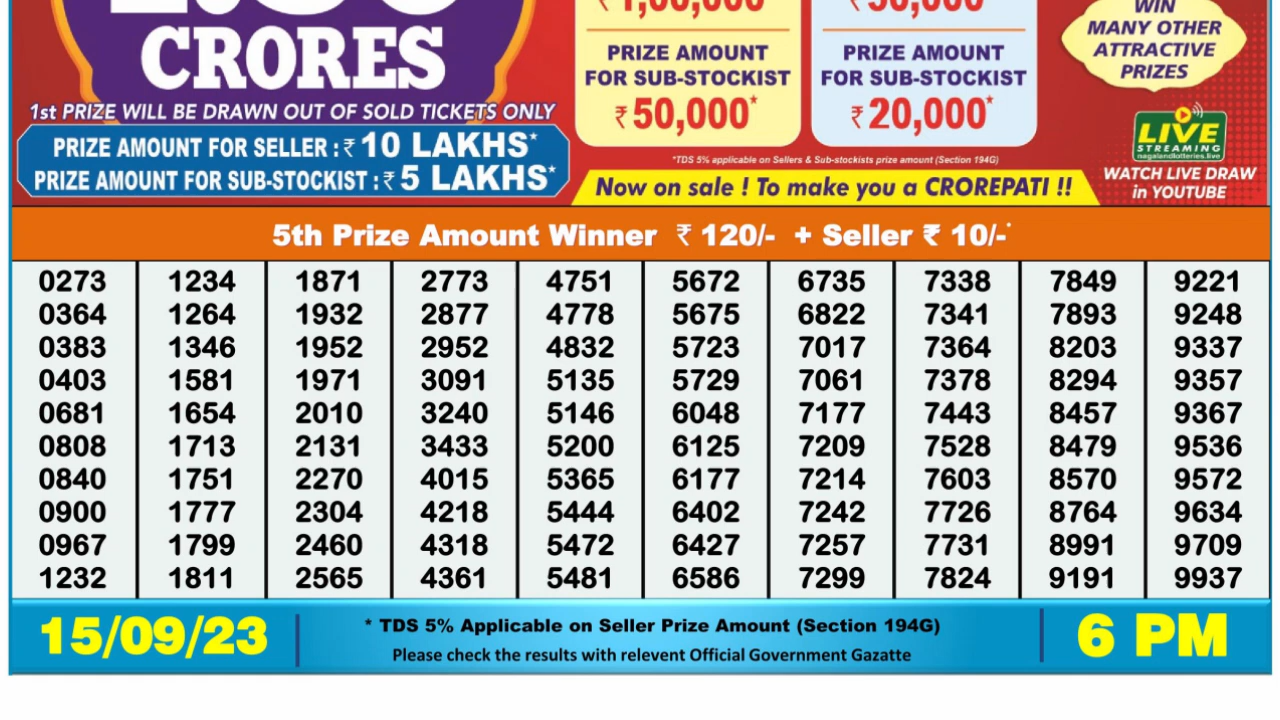 CRORES
1st PRIZE WILL BE DRAWN OUT OF SOLD TICKETS ONLY
PRIZE AMOUNT FOR SELLER : ₹ 10 LAKHS*
PRIZE AMOUNT FOR SUB-STOCKIST : ₹ 5 LAKHS*
PRIZE AMOUNT
FOR SUB-STOCKIST
₹ 50,000*
PRIZE AMOUNT
FOR SUB-STOCKIST
₹ 20,000*
*TDS 5% applicable on Sellers & Sub-stockists prize amount (Section 194G)
Now on sale ! To make you a CROREPATI !!
WIN
MANY OTHER
ATTRACTIVE
PRIZES
LIVE
STREAMING
nagalandlotteries.live
WATCH LIVE DRAW
in YOUTUBE
5th Prize Amount Winner ₹ 120/- + Seller ₹ 10/-*
0273 1234 1871 2773 4751 5672 6735 7338 7849 9221
0364 1264 1932 2877 4778 5675 6822 7341 7893 9248
0383 1346 1952 2952 4832 5723 7017 7364 8203 9337
0403 1581 1971 3091 5135 5729 7061 7378 8294 9357
0681 1654 2010 3240 5146 6048 7177 7443 8457 9367
0808 1713 2131 3433 5200 6125 7209 7528 8479 9536
0840 1751 2270 4015 5365 6177 7214 7603 8570 9572
0900 1777 2304 4218 5444 6402 7242 7726 8764 9634
0967 1799 2460 4318 5472 6427 7257 7731 8991 9709
1232 1811 2565 4361 5481 6586 7299 7824 9191 9937
15/09/23
* TDS 5% Applicable on Seller Prize Amount (Section 194G)
Please check the results with relevent Official Government Gazatte
6 PM